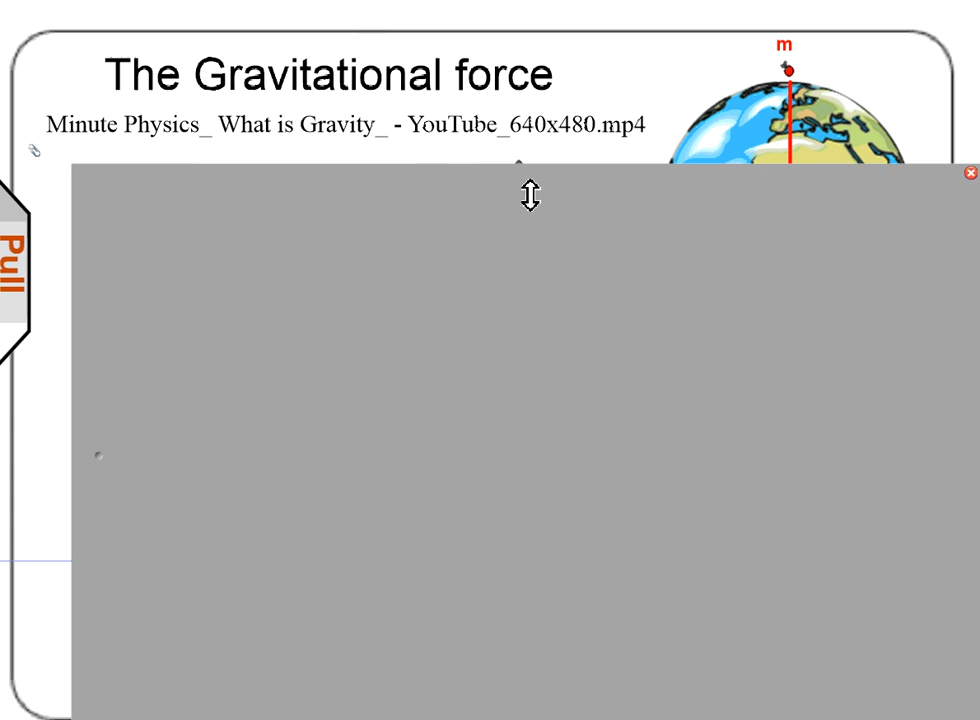 m
The Gravitational force
Minute Physics_ What is Gravity_ - YouTube_640x480.mp4
Pull